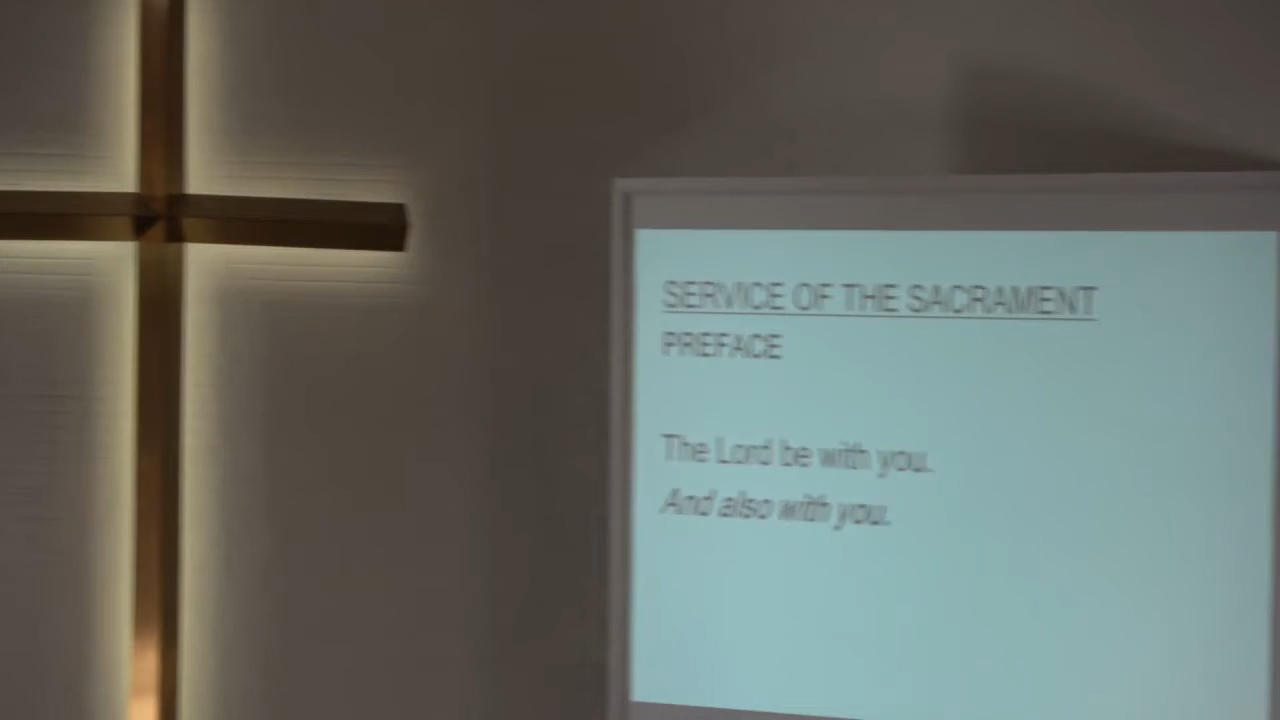 SERVICE OF THE SACRAMENT
PREFACE
The Lord be with you.
And also with you.